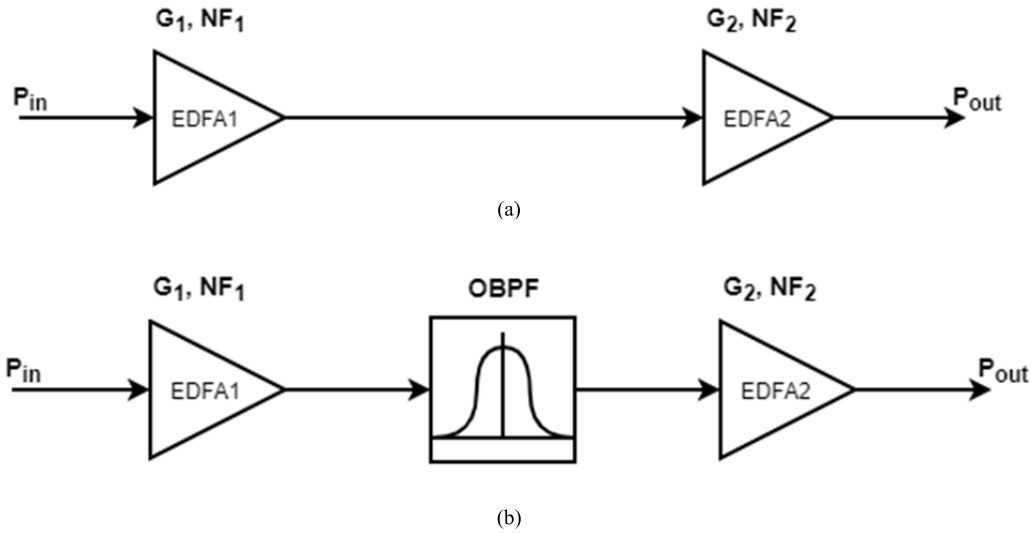 G₁, NF₁ G₂, NF₂
Pin EDFA1 EDFA2 Pout
(a)
G₁, NF₁ OBPF G₂, NF₂
Pin EDFA1 EDFA2 Pout
(b)